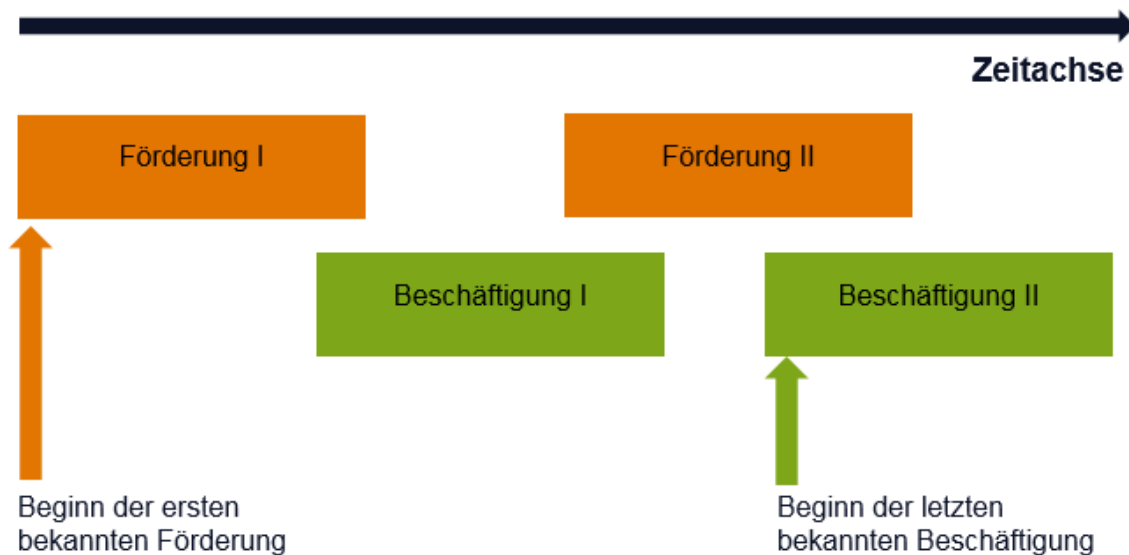 Zeitachse
Förderung I
Förderung II
Beschäftigung I
Beschäftigung II
Beginn der ersten
bekannten Förderung
Beginn der letzten
bekannten Beschäftigung